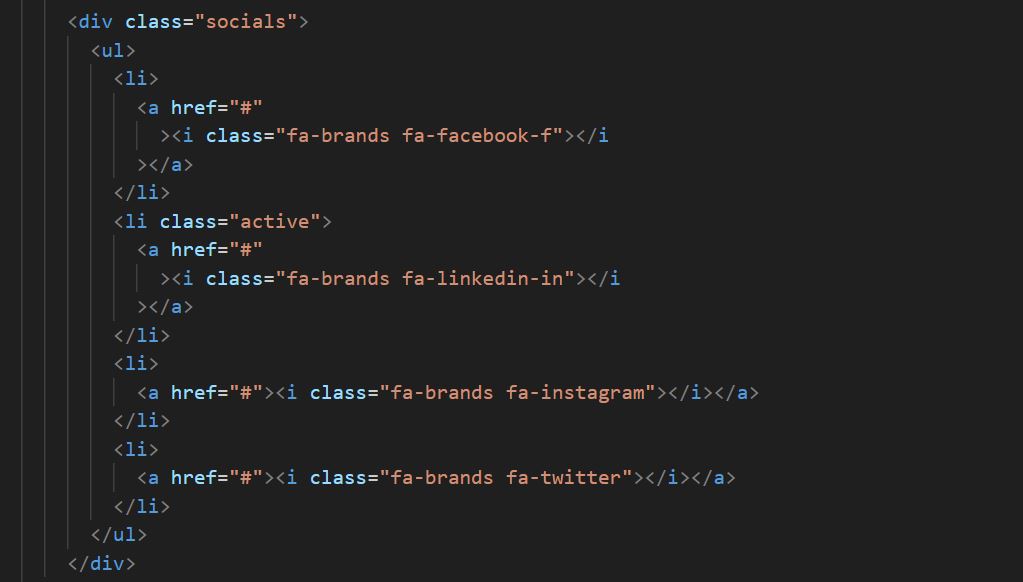 <div class="socials">
<ul>
<li>
<a href="#"
><i class="fa-brands fa-facebook-f"></i
></a>
</li>
<li class="active">
<a href="#"
><i class="fa-brands fa-linkedin-in"></i
></a>
</li>
<li>
<a href="#"><i class="fa-brands fa-instagram"></i></a>
</li>
<li>
<a href="#"><i class="fa-brands fa-twitter"></i></a>
</li>
</ul>
</div>